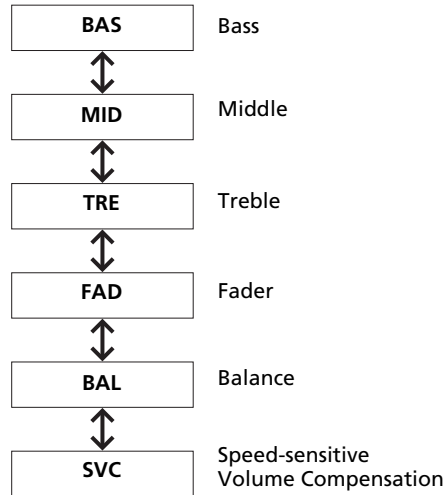 BAS Bass
MID Middle
TRE Treble
FAD Fader
BAL Balance
SVC Speed-sensitive
Volume Compensation